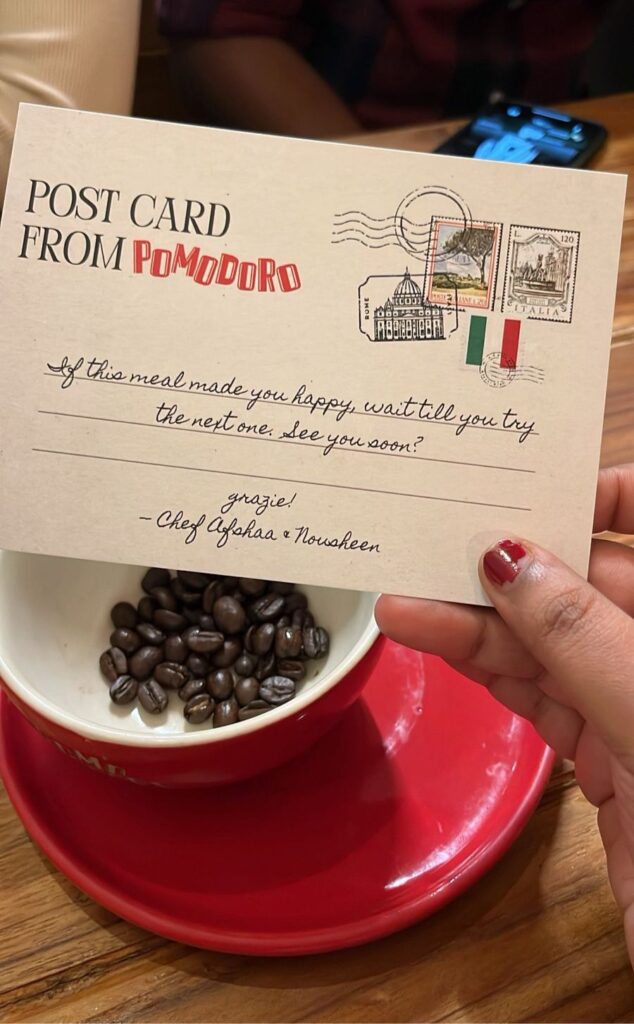 POST CARD
FROM POMODORO
120
ITALIA
ROME
If this meal made you happy, wait till you try
the next one. See you soon?
grazie!
- Chef Afshaa & Nousheen